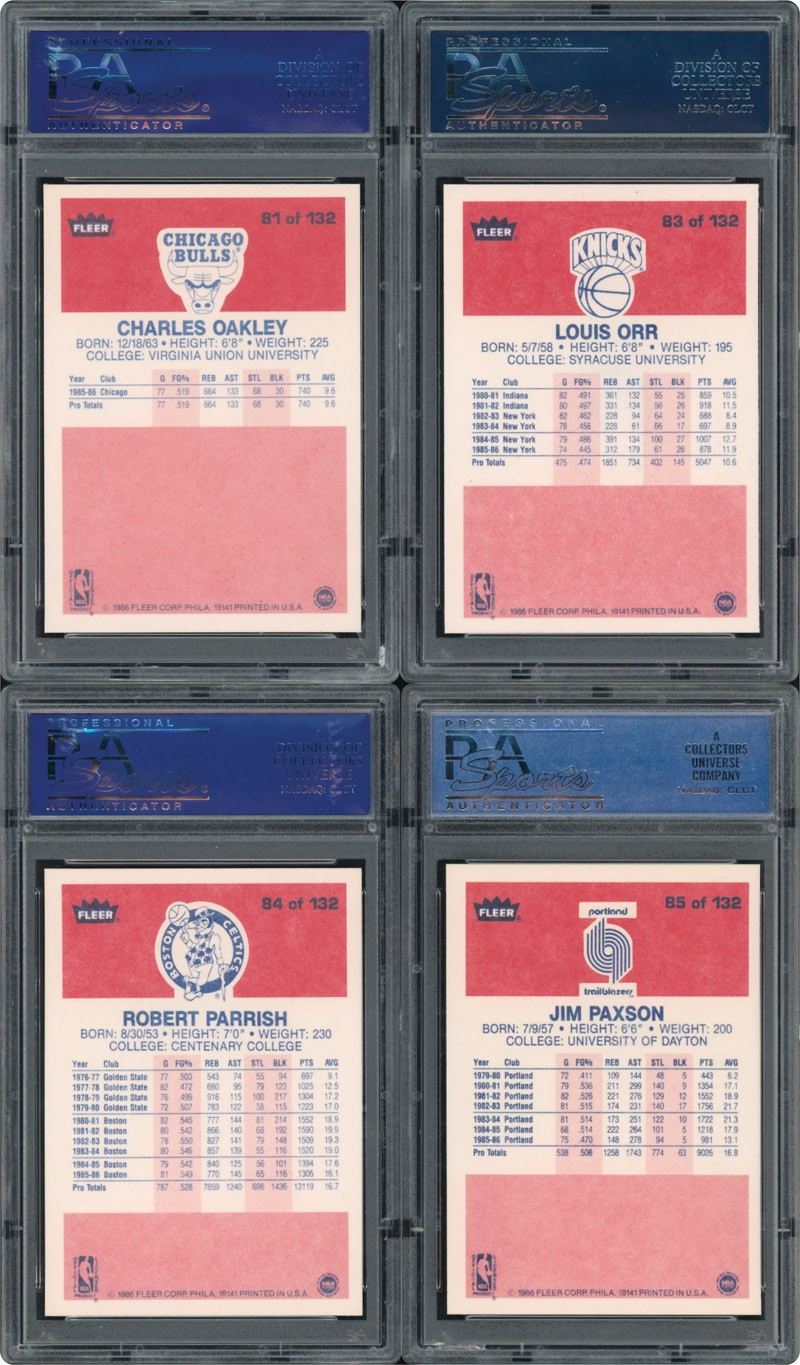 PROFESSIONAL
PSA
Sports®
AUTHENTICATOR
A
DIVISION OF
COLLECTORS
UNIVERSE
NASDAQ: CLCT
FLEER
81 of 132
CHICAGO
BULLS
CHARLES OAKLEY
BORN: 12/18/63 • HEIGHT: 6'8" • WEIGHT: 225
COLLEGE: VIRGINIA UNION UNIVERSITY
Year Club G FG% REB AST STL BLK PTS AVG
1985-86 Chicago 77 .519 664 133 68 30 740 9.6
Pro Totals 77 .519 664 133 68 30 740 9.6
© 1986 FLEER CORP. PHILA. 19141 PRINTED IN U.S.A.
PROFESSIONAL
PSA
Sports®
AUTHENTICATOR
A
DIVISION OF
COLLECTORS
UNIVERSE
NASDAQ: CLCT
FLEER
83 of 132
KNICKS
LOUIS ORR
BORN: 5/7/58 • HEIGHT: 6'8" • WEIGHT: 195
COLLEGE: SYRACUSE UNIVERSITY
Year Club G FG% REB AST STL BLK PTS AVG
1980-81 Indiana 82 .491 361 132 55 25 859 10.5
1981-82 Indiana 80 .497 331 134 56 26 918 11.5
1982-83 New York 82 .462 228 94 64 24 688 8.4
1983-84 New York 78 .458 228 61 66 17 697 8.9
1984-85 New York 79 .486 391 134 100 27 1007 12.7
1985-86 New York 74 .445 312 179 61 26 878 11.9
Pro Totals 475 .474 1851 734 402 145 5047 10.6
© 1986 FLEER CORP. PHILA. 19141 PRINTED IN U.S.A.
PROFESSIONAL
PSA
Sports®
AUTHENTICATOR
A
DIVISION OF
COLLECTORS
UNIVERSE
NASDAQ: CLCT
FLEER
84 of 132
BOSTON CELTICS
ROBERT PARRISH
BORN: 8/30/53 • HEIGHT: 7'0" • WEIGHT: 230
COLLEGE: CENTENARY COLLEGE
Year Club G FG% REB AST STL BLK PTS AVG
1976-77 Golden State 77 .503 543 74 55 94 697 9.1
1977-78 Golden State 82 .472 680 95 79 123 1025 12.5
1978-79 Golden State 76 .499 916 115 100 217 1304 17.2
1979-80 Golden State 72 .507 783 122 58 115 1223 17.0
1980-81 Boston 82 .545 777 144 81 214 1552 18.9
1981-82 Boston 80 .542 866 140 68 192 1590 19.9
1982-83 Boston 78 .550 827 141 79 148 1509 19.3
1983-84 Boston 80 .546 857 139 55 116 1520 19.0
1984-85 Boston 79 .542 840 125 56 101 1394 17.6
1985-86 Boston 81 .549 770 145 65 116 1305 16.1
Pro Totals 787 .528 7859 1240 696 1436 13119 16.7
© 1986 FLEER CORP. PHILA. 19141 PRINTED IN U.S.A.
PROFESSIONAL
PSA
Sports
AUTHENTICATOR
A
COLLECTORS
UNIVERSE
COMPANY
NASDAQ: CLCT
FLEER
85 of 132
portland
trailblazers
JIM PAXSON
BORN: 7/9/57 • HEIGHT: 6'6" • WEIGHT: 200
COLLEGE: UNIVERSITY OF DAYTON
Year Club G FG% REB AST STL BLK PTS AVG
1979-80 Portland 72 .411 109 144 48 5 443 6.2
1980-81 Portland 79 .536 211 299 140 9 1354 17.1
1981-82 Portland 82 .526 221 276 129 12 1552 18.9
1982-83 Portland 81 .515 174 231 140 17 1756 21.7
1983-84 Portland 81 .514 173 251 122 10 1722 21.3
1984-85 Portland 68 .514 222 264 101 5 1218 17.9
1985-86 Portland 75 .470 148 278 94 5 981 13.1
Pro Totals 538 .508 1258 1743 774 63 9026 16.8
© 1986 FLEER CORP. PHILA. 19141 PRINTED IN U.S.A.